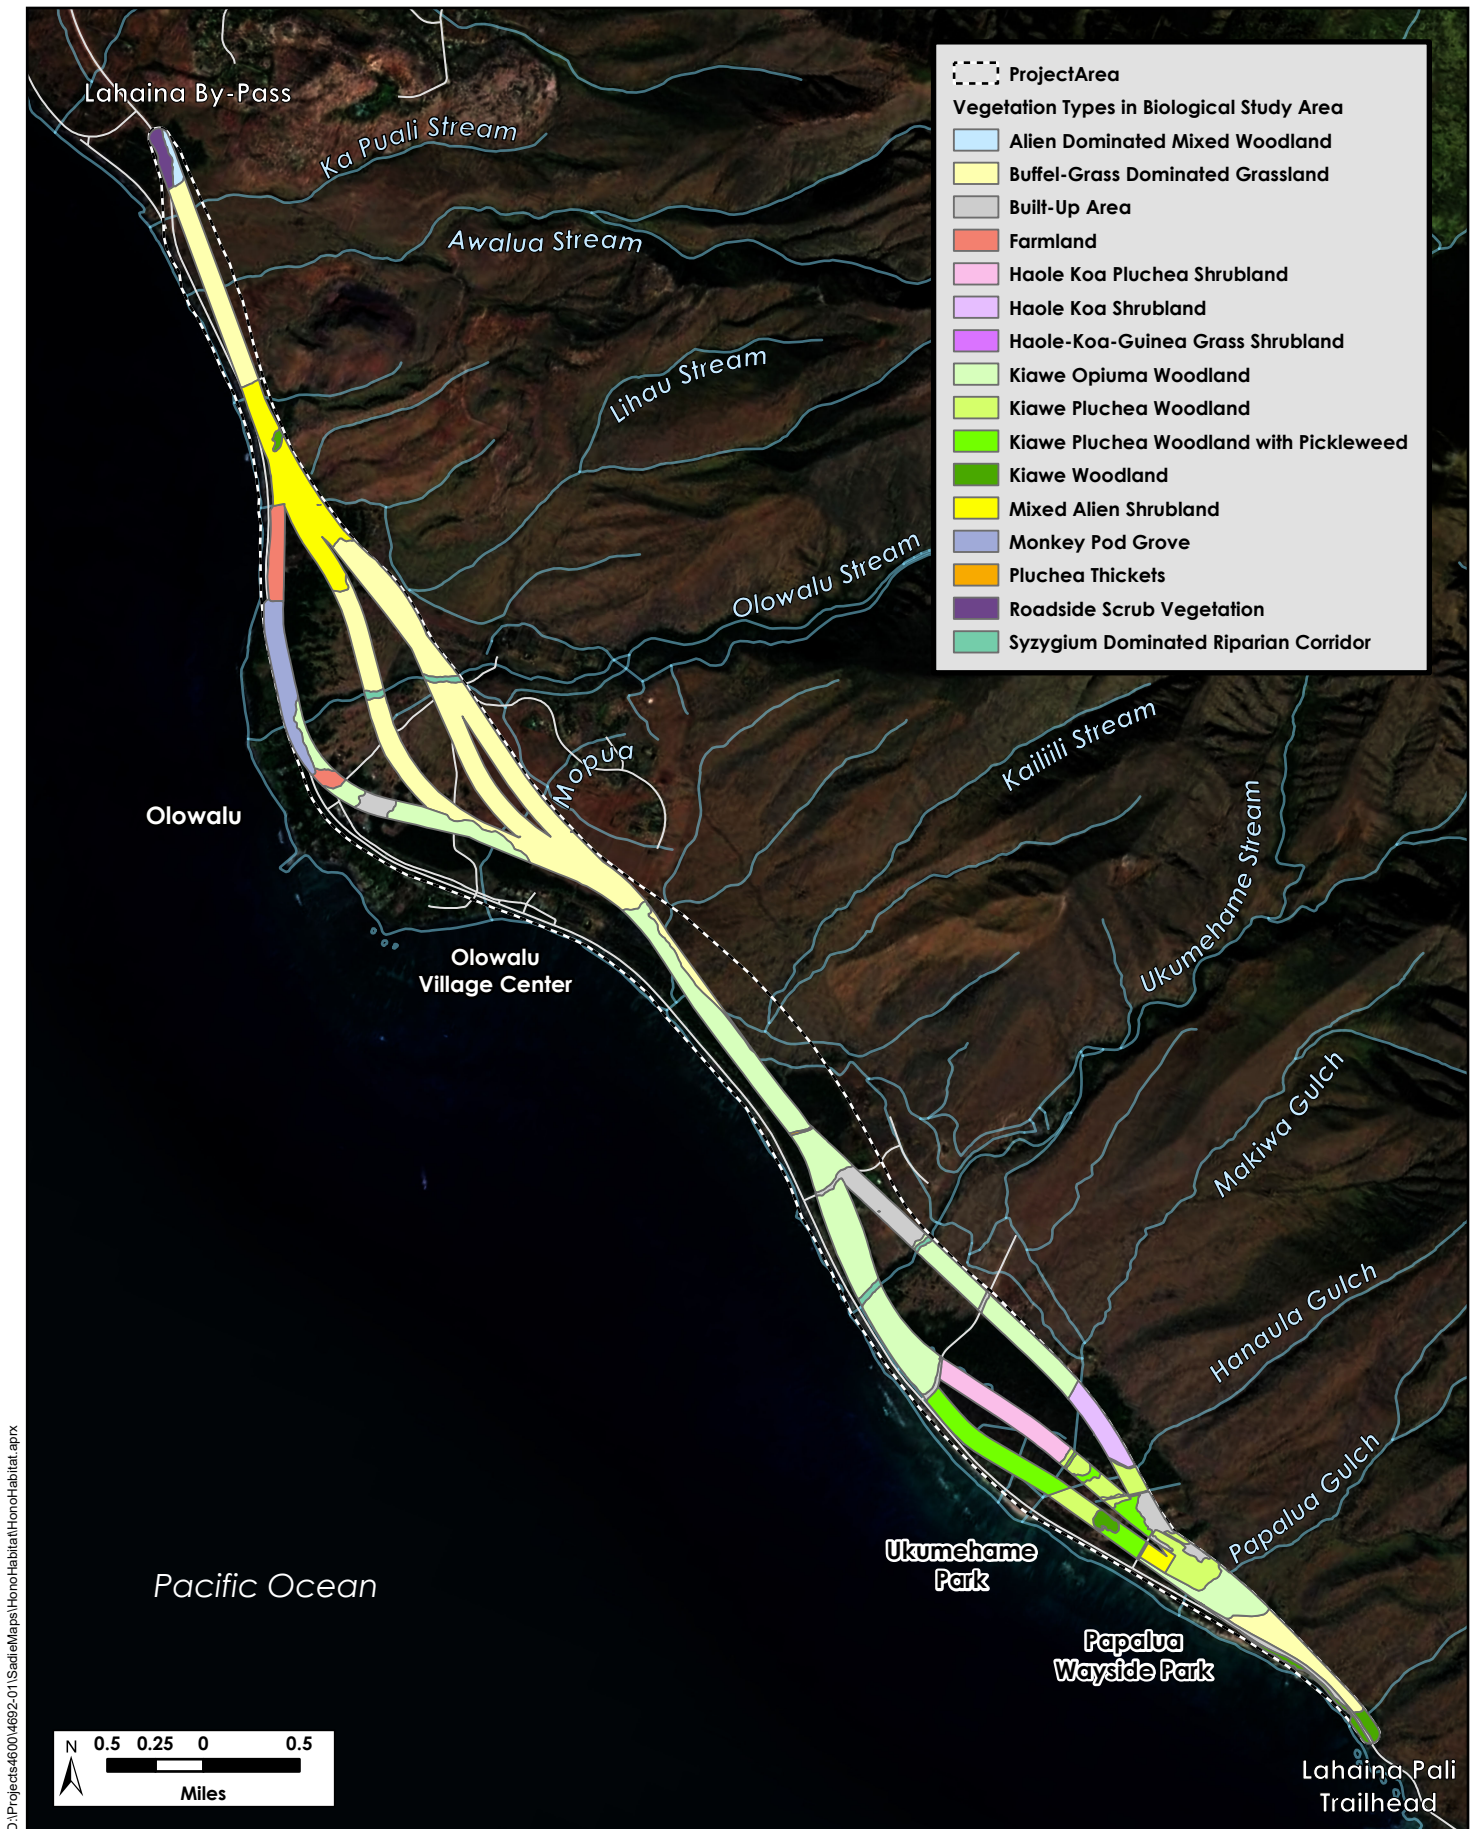 Lahaina By-Pass
Ka Puali Stream
Awalua Stream
Lihau Stream
Olowalu Stream
Mopua
Kailiili Stream
Ukumehame Stream
Makiwa Gulch
Hanaula Gulch
Papalua Gulch
Olowalu
Olowalu
Village Center
Ukumehame
Park
Papalua
Wayside Park
Lahaina Pali
Trailhead
Pacific Ocean
ProjectArea
Vegetation Types in Biological Study Area
Alien Dominated Mixed Woodland
Buffel-Grass Dominated Grassland
Built-Up Area
Farmland
Haole Koa Pluchea Shrubland
Haole Koa Shrubland
Haole-Koa-Guinea Grass Shrubland
Kiawe Opiuma Woodland
Kiawe Pluchea Woodland
Kiawe Pluchea Woodland with Pickleweed
Kiawe Woodland
Mixed Alien Shrubland
Monkey Pod Grove
Pluchea Thickets
Roadside Scrub Vegetation
Syzygium Dominated Riparian Corridor
N
0.5 0.25 0 0.5
Miles
D:\Projects4600\4692-01\SadieMaps\HonoHabitat\HonoHabitat.aprx